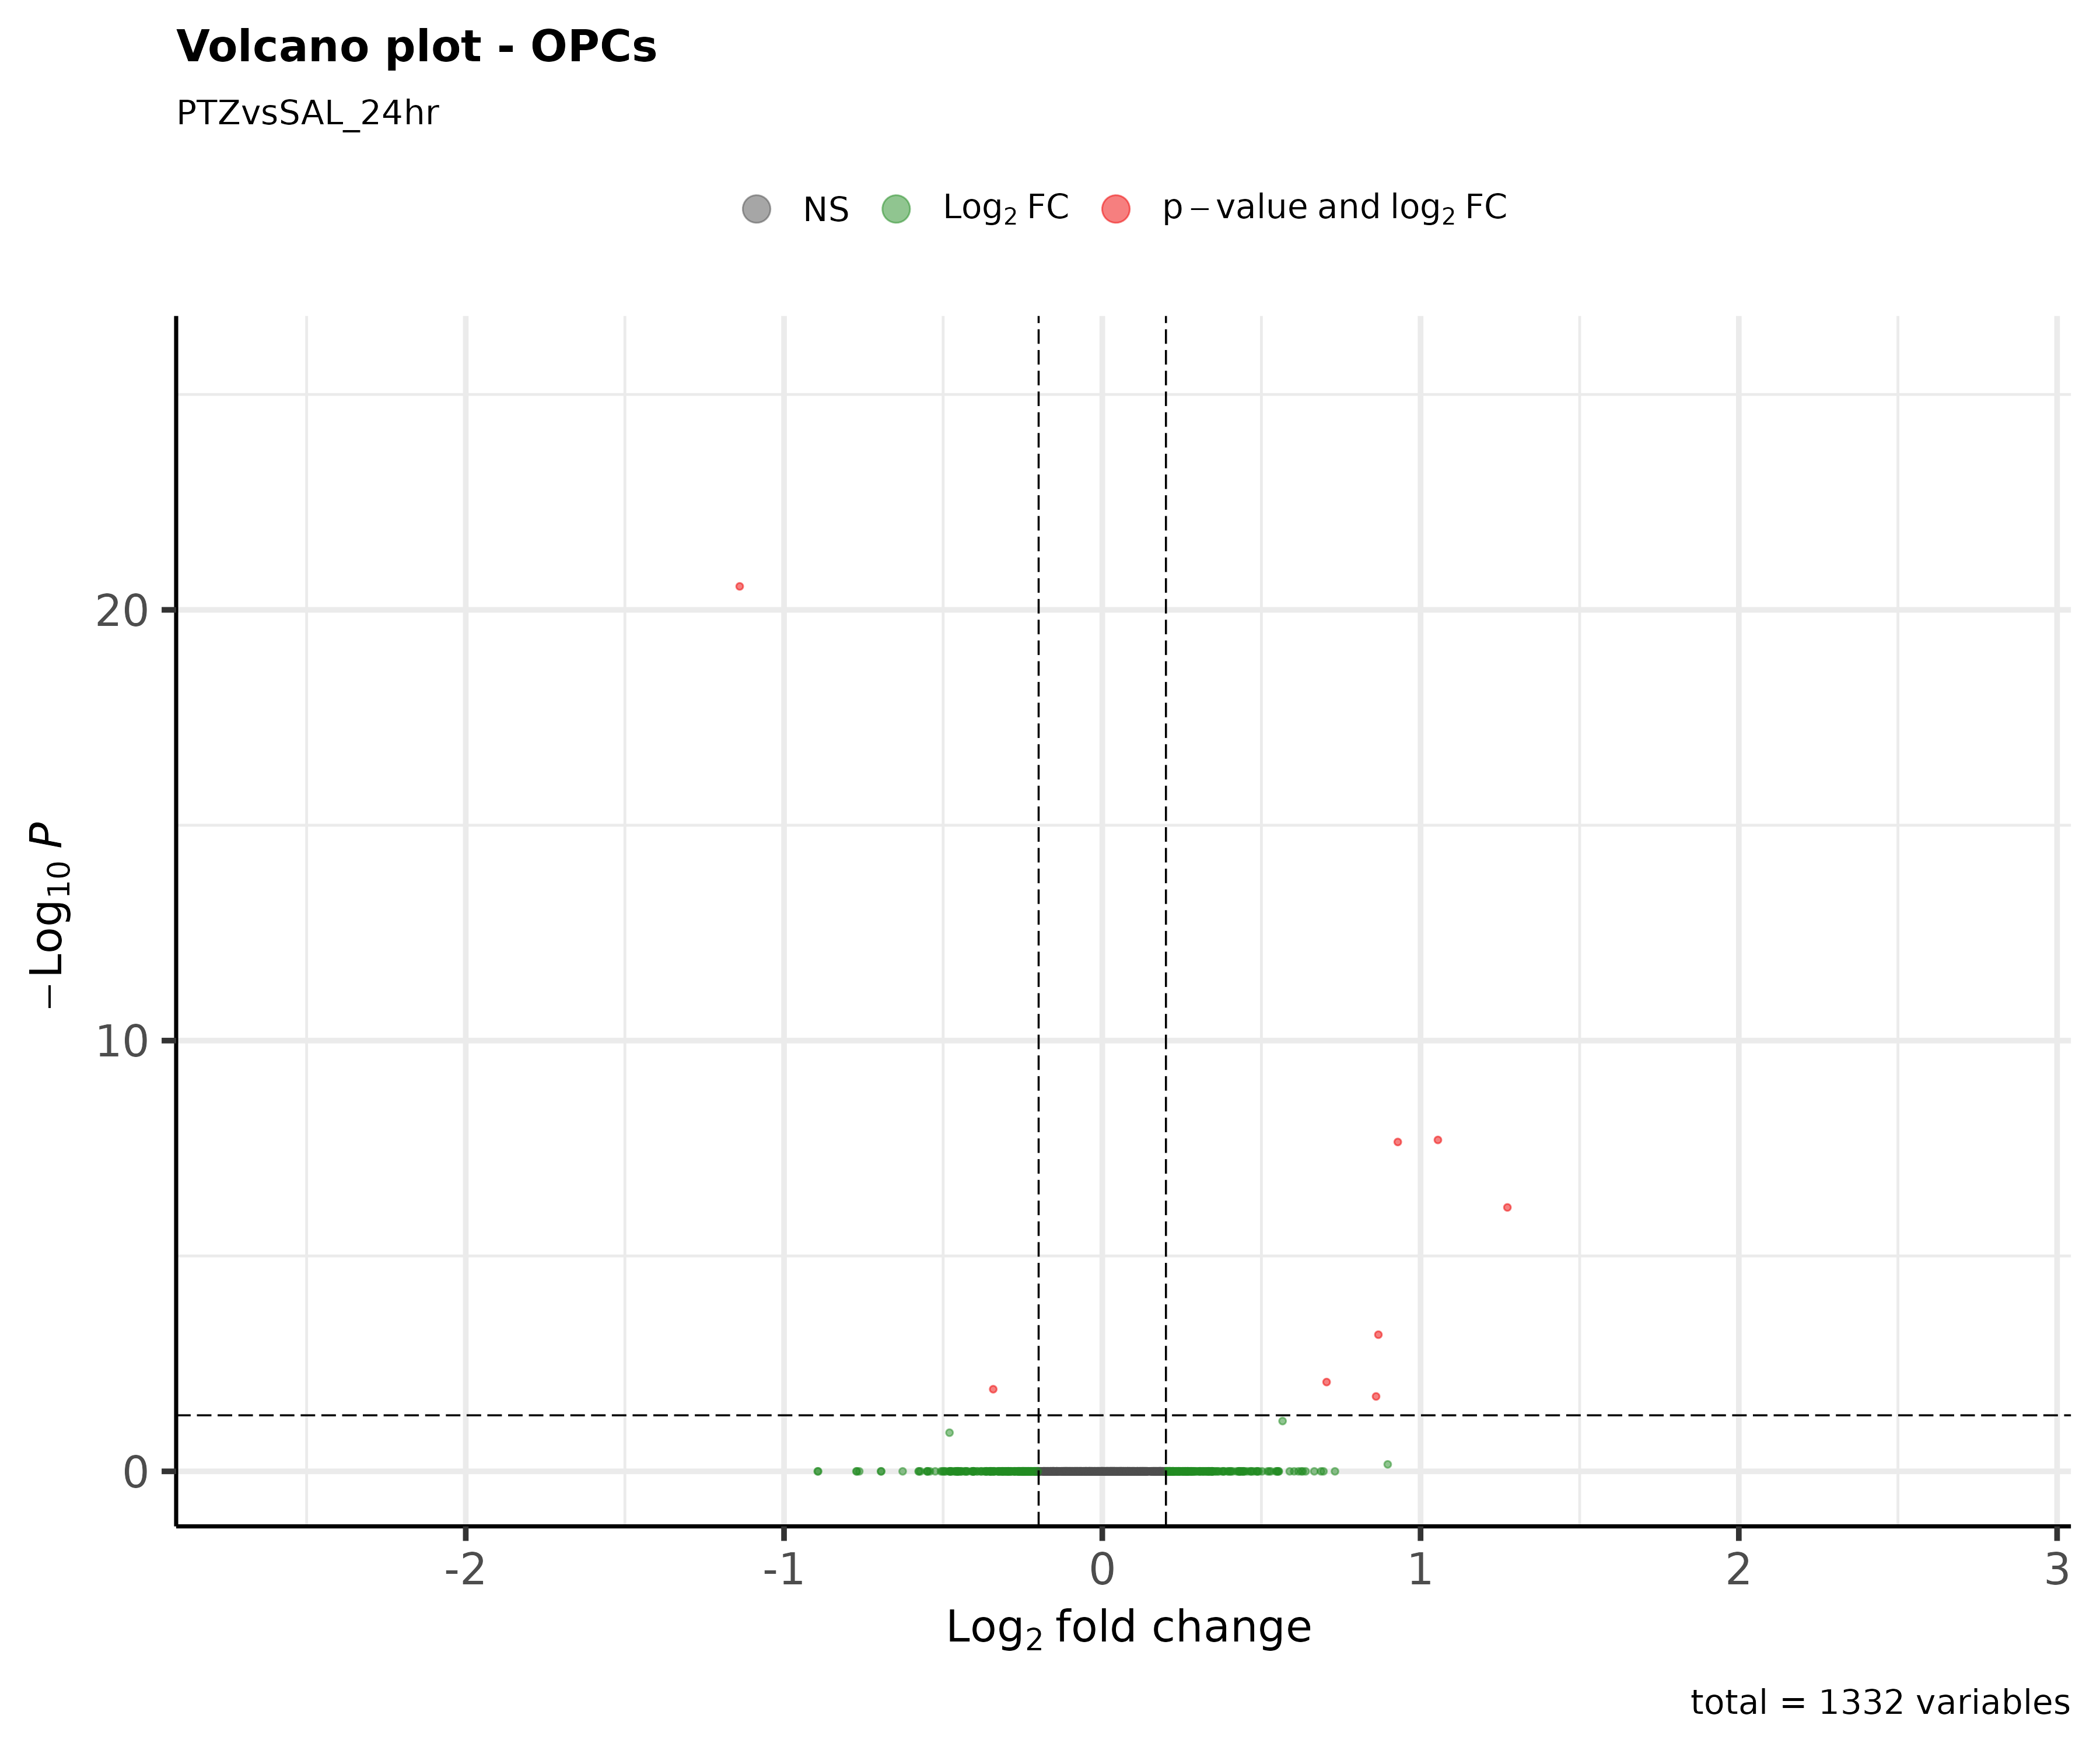 Volcano plot - OPCs
PTZvsSAL_24hr
NS Log₂ FC p – value and log₂ FC
20
10
0
– Log₁₀ P
-2 -1 0 1 2 3
Log₂ fold change
total = 1332 variables